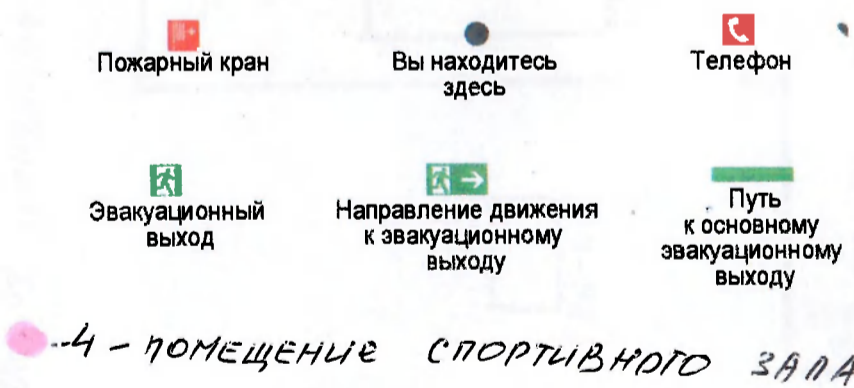 Пожарный кран
Вы находитесь
здесь
Телефон
Эвакуационный
выход
Направление движения
к эвакуационному
выходу
Путь
к основному
эвакуационному
выходу
-4 - ПОМЕЩЕНИЕ СПОРТИВНОГО ЗАЛА